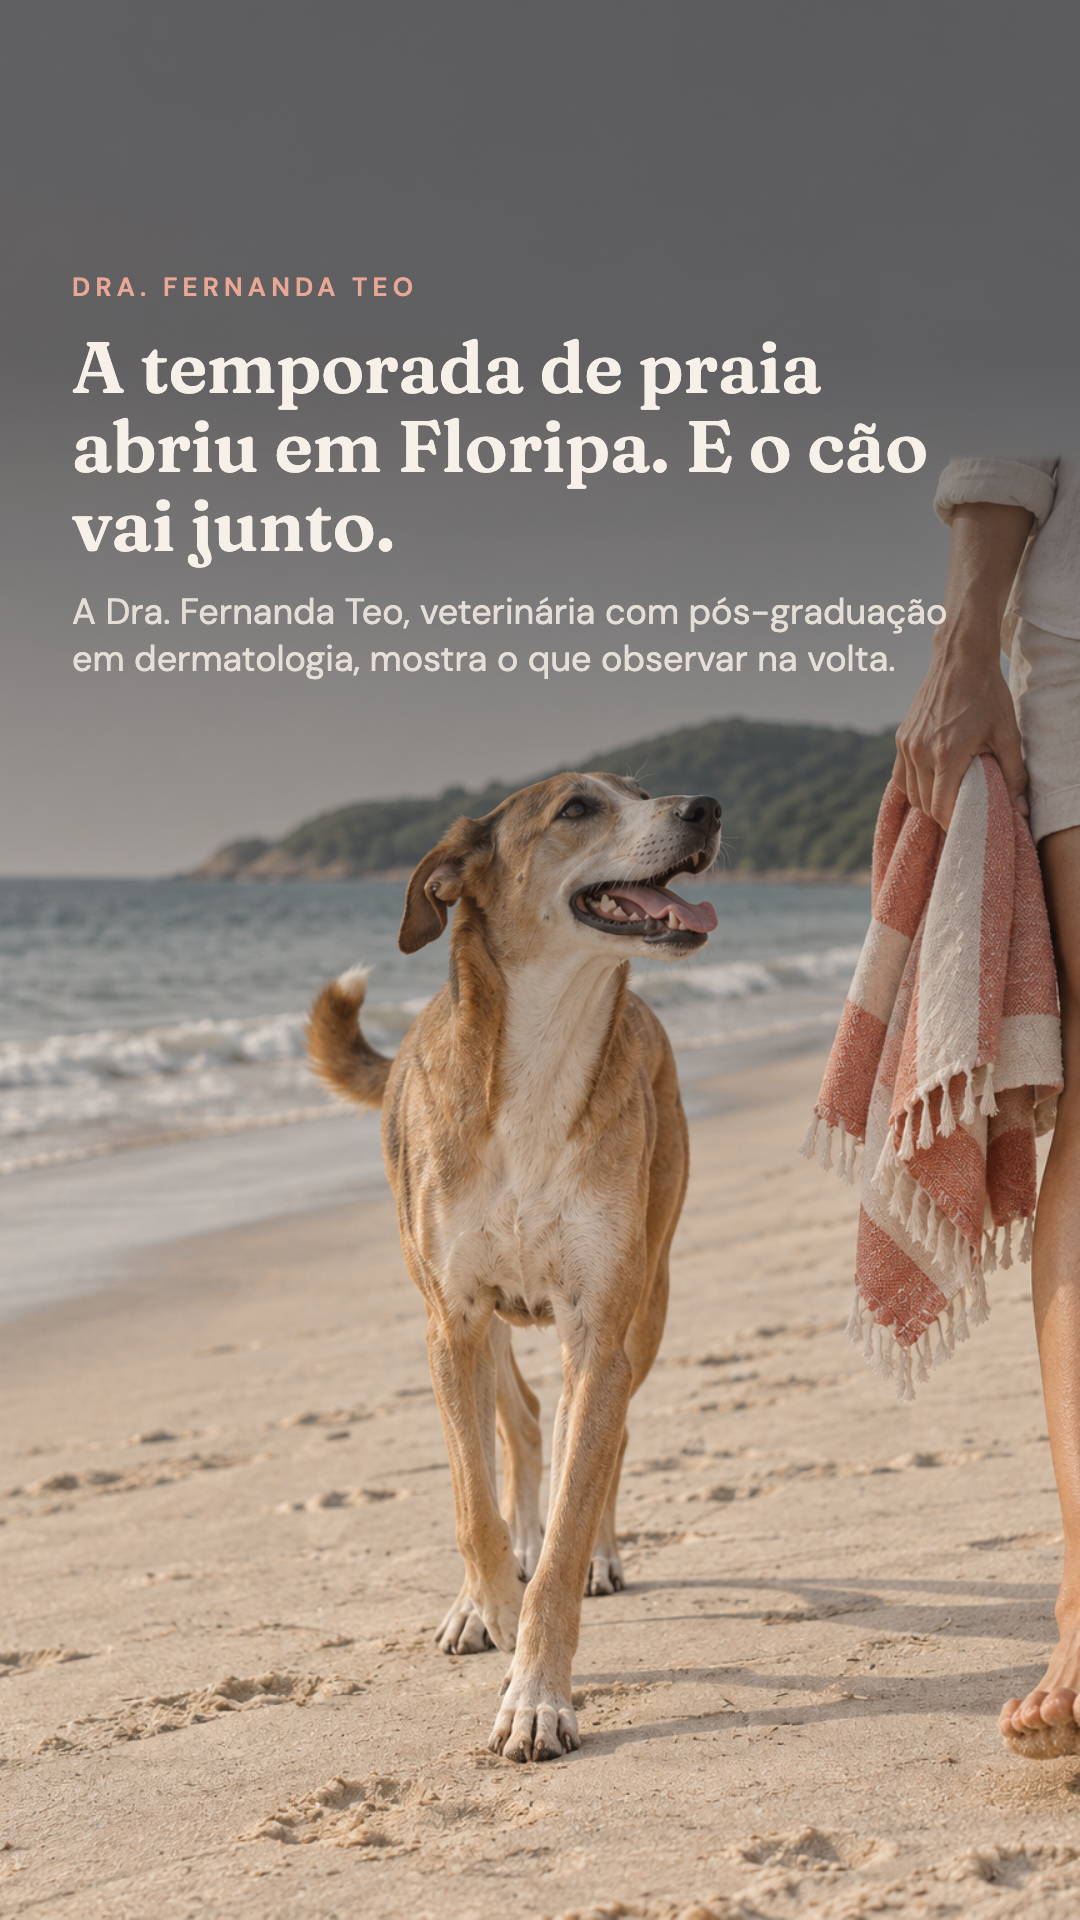 DRA. FERNANDA TEO
A temporada de praia
abriu em Floripa. E o cão
vai junto.
A Dra. Fernanda Teo, veterinária com pós-graduação
em dermatologia, mostra o que observar na volta.